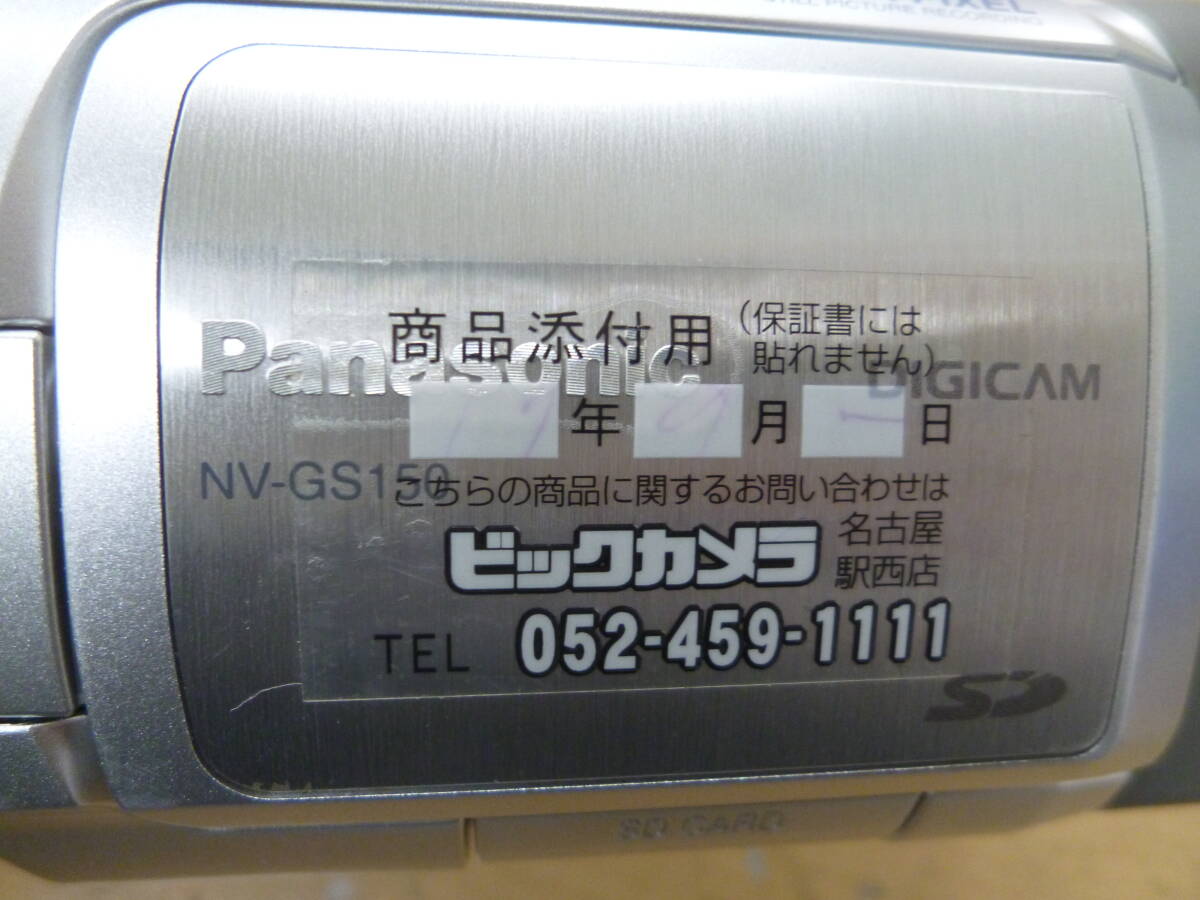 STILL PICTURE RECORDING
Panasonic
商品添付用 (保証書には
貼れません)
DIGICAM
年 月 日
NV-GS150
こちらの商品に関するお問い合わせは
ビックカメラ 名古屋
駅西店
TEL 052-459-1111
SD
SD CARD